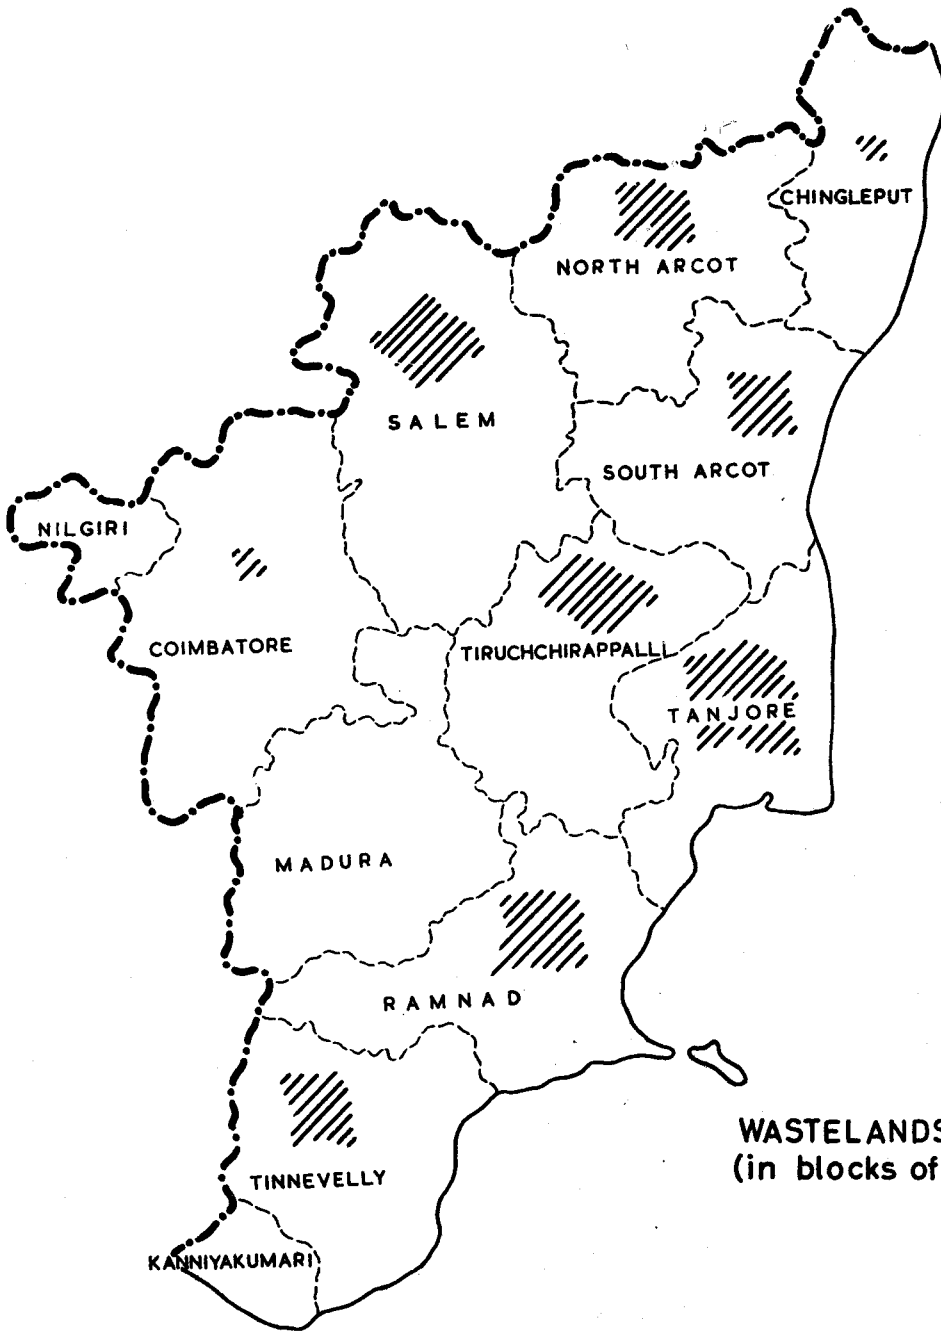 CHINGLEPUT
NORTH ARCOT
SALEM
SOUTH ARCOT
NILGIRI
COIMBATORE
TIRUCHCHIRAPPALLI
TANJORE
MADURA
RAMNAD
WASTELANDS
(in blocks of
TINNEVELLY
KANNIYAKUMARI